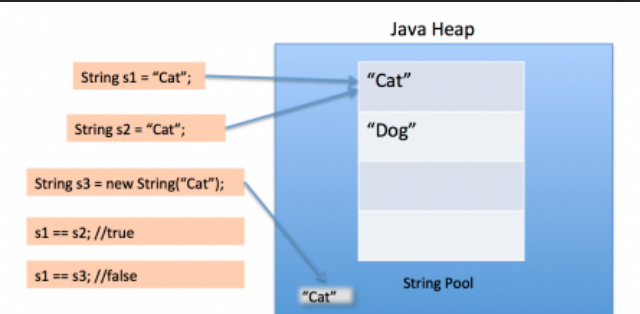 Java Heap
String s1 = “Cat”;
“Cat”
String s2 = “Cat”;
“Dog”
String s3 = new String(“Cat”);
s1 == s2; //true
s1 == s3; //false
String Pool
“Cat”